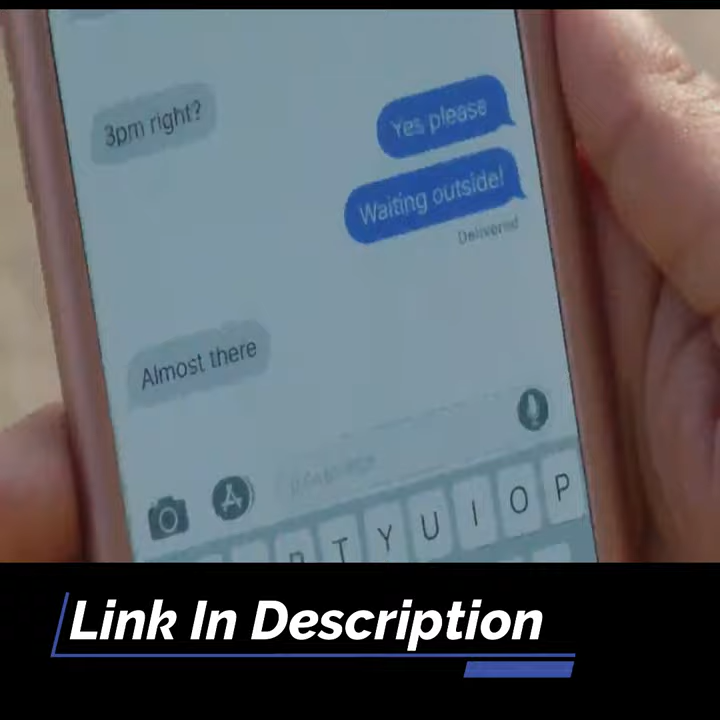 3pm right?
Yes please
Waiting outside!
Delivered
Almost there
T Y U I O P
Link In Description